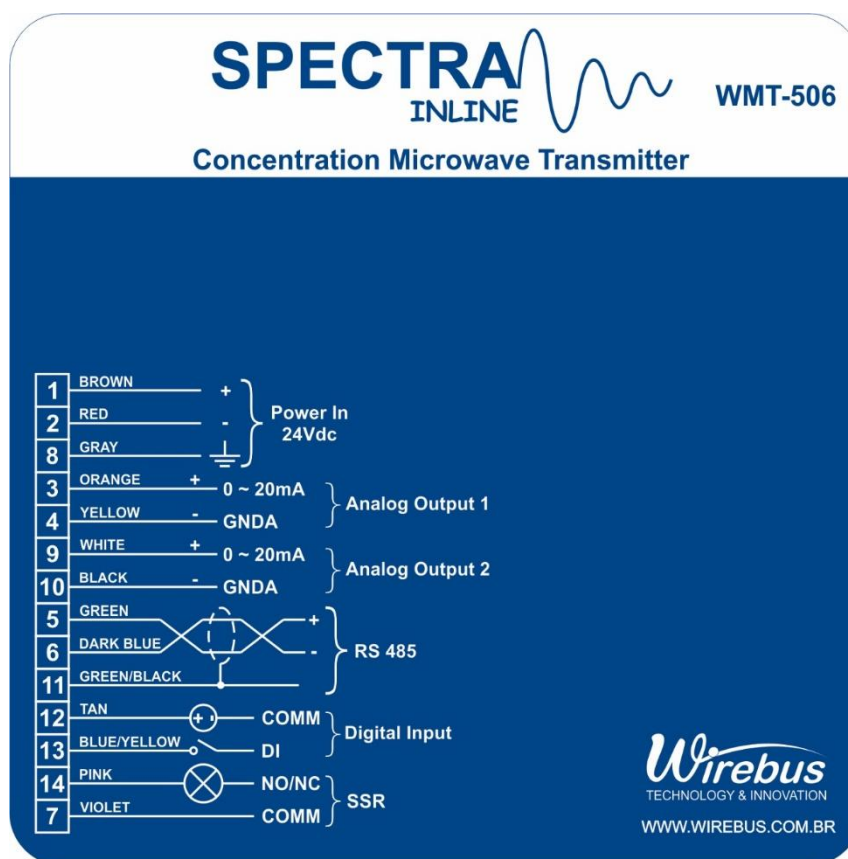 SPECTRA
INLINE
WMT-506
Concentration Microwave Transmitter
1 BROWN +
2 RED -
Power In
24Vdc
8 GRAY
3 ORANGE + 0 ~ 20mA
Analog Output 1
4 YELLOW - GNDA
9 WHITE + 0 ~ 20mA
Analog Output 2
10 BLACK - GNDA
5 GREEN +
6 DARK BLUE -
RS 485
11 GREEN/BLACK
12 TAN + - COMM
Digital Input
13 BLUE/YELLOW DI
14 PINK NO/NC
SSR
7 VIOLET COMM
Wirebus
TECHNOLOGY & INNOVATION
WWW.WIREBUS.COM.BR